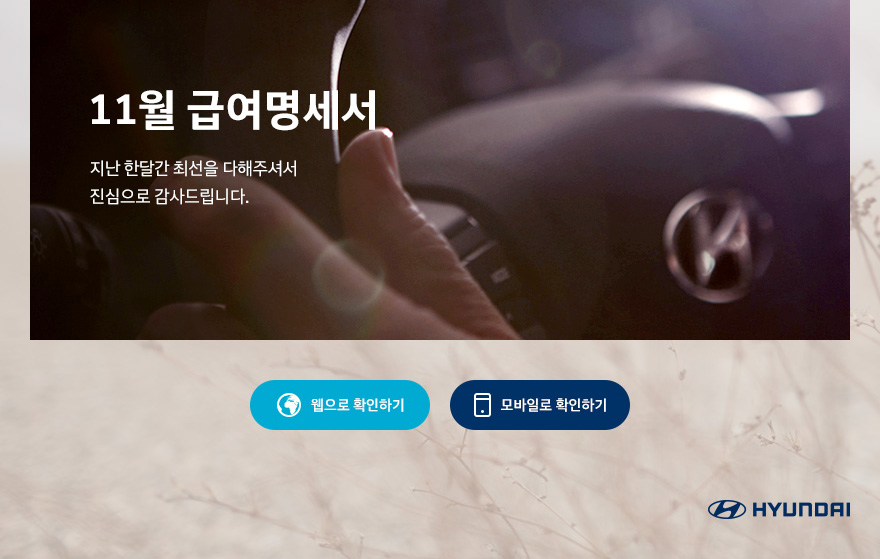 11월 급여명세서
지난 한달간 최선을 다해주셔서
진심으로 감사드립니다.
웹으로 확인하기
모바일로 확인하기
HYUNDAI